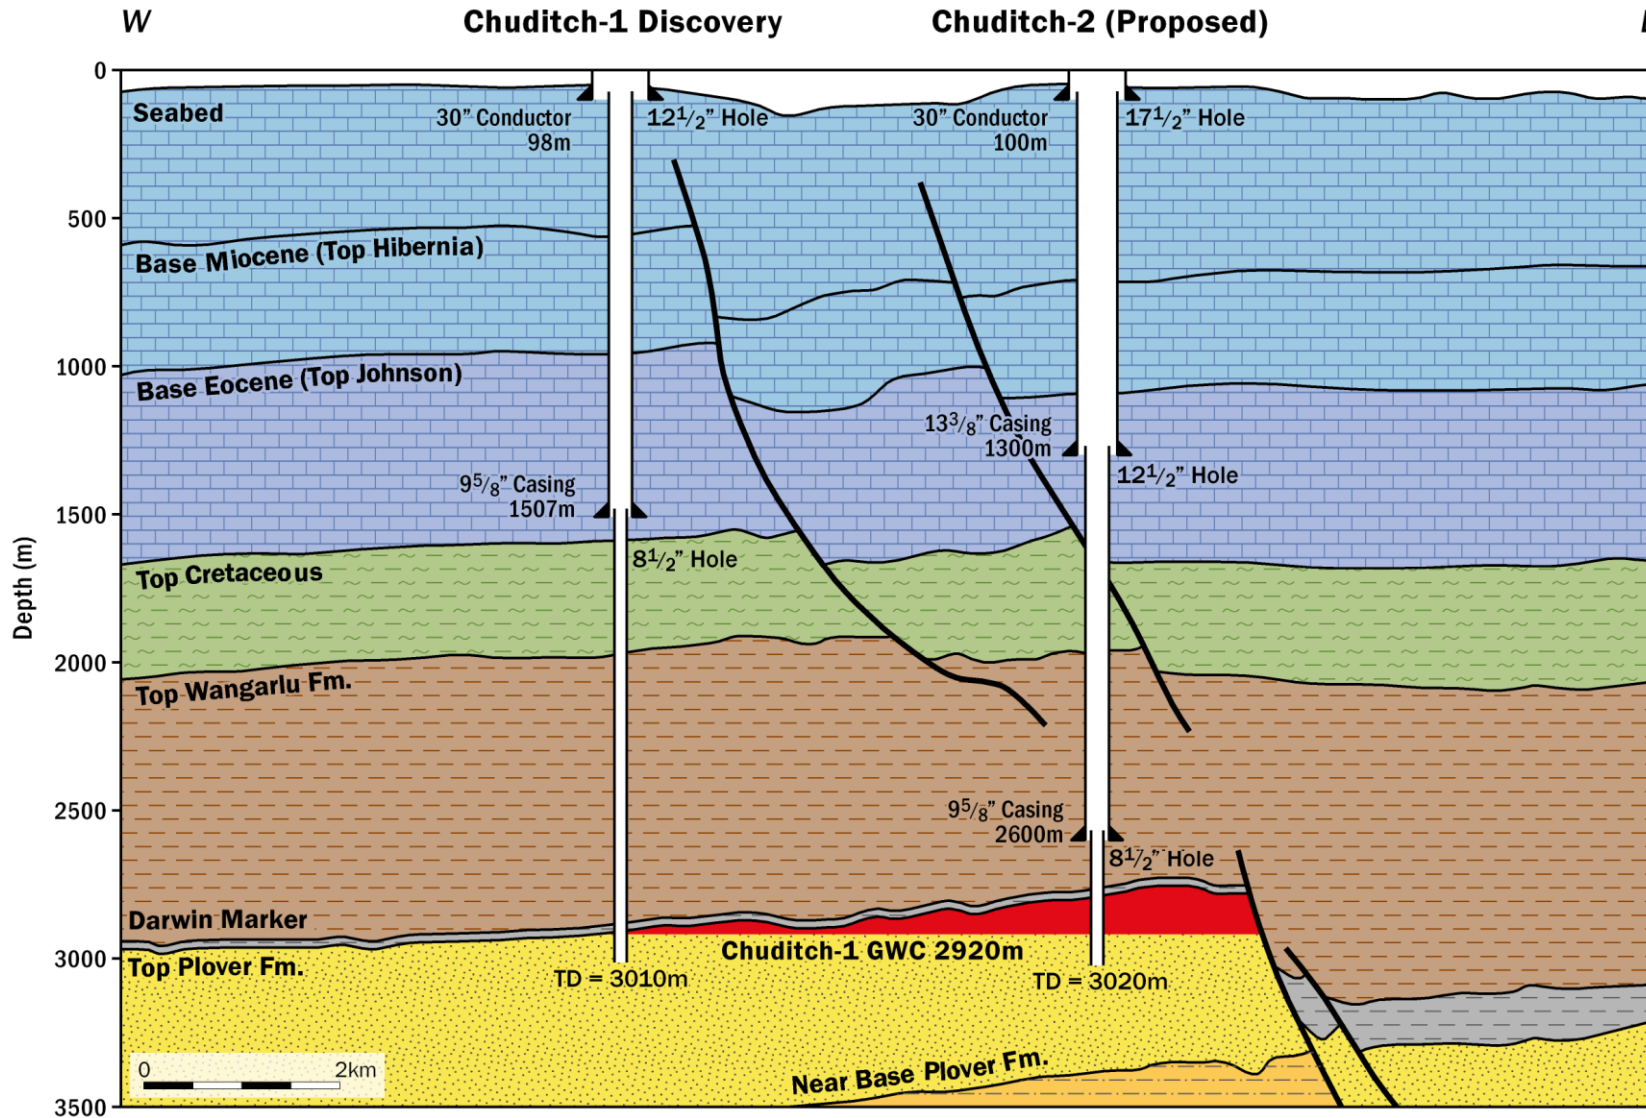 W
Chuditch-1 Discovery
Chuditch-2 (Proposed)
0
Seabed
30” Conductor
98m
12¹/₂” Hole
30” Conductor
100m
17¹/₂” Hole
500
Base Miocene (Top Hibernia)
1000
Base Eocene (Top Johnson)
13³/₈” Casing
1300m
12¹/₂” Hole
9⁵/₈” Casing
1507m
1500
8¹/₂” Hole
Top Cretaceous
Depth (m)
2000
Top Wangarlu Fm.
2500
9⁵/₈” Casing
2600m
8¹/₂” Hole
Darwin Marker
Chuditch-1 GWC 2920m
3000
Top Plover Fm.
TD = 3010m
TD = 3020m
0 2km
Near Base Plover Fm.
3500